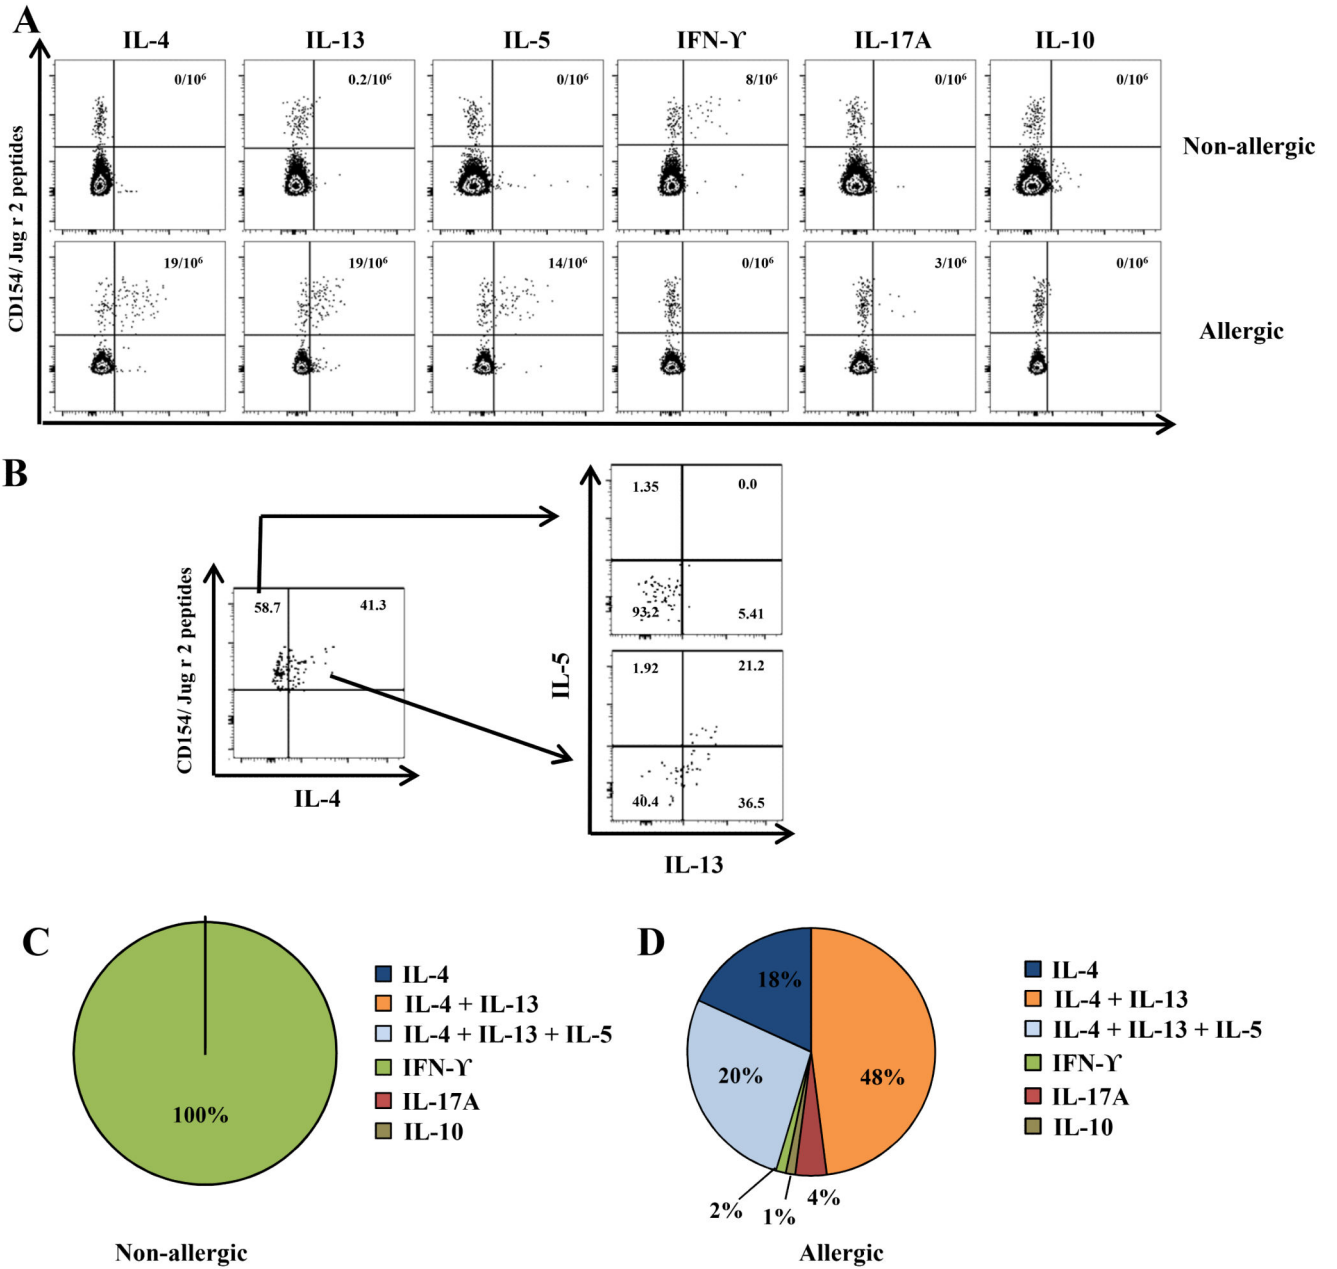 A
IL-4 IL-13 IL-5 IFN-ϒ IL-17A IL-10
0/10⁶ 0.2/10⁶ 0/10⁶ 8/10⁶ 0/10⁶ 0/10⁶
Non-allergic
19/10⁶ 19/10⁶ 14/10⁶ 0/10⁶ 3/10⁶ 0/10⁶
Allergic
CD154/ Jug r 2 peptides
B
58.7 41.3
CD154/ Jug r 2 peptides
IL-4
1.35 0.0
93.2 5.41
1.92 21.2
40.4 36.5
IL-5
IL-13
C
100%
IL-4
IL-4 + IL-13
IL-4 + IL-13 + IL-5
IFN-ϒ
IL-17A
IL-10
Non-allergic
D
18%
48%
20%
2%
1%
4%
IL-4
IL-4 + IL-13
IL-4 + IL-13 + IL-5
IFN-ϒ
IL-17A
IL-10
Allergic